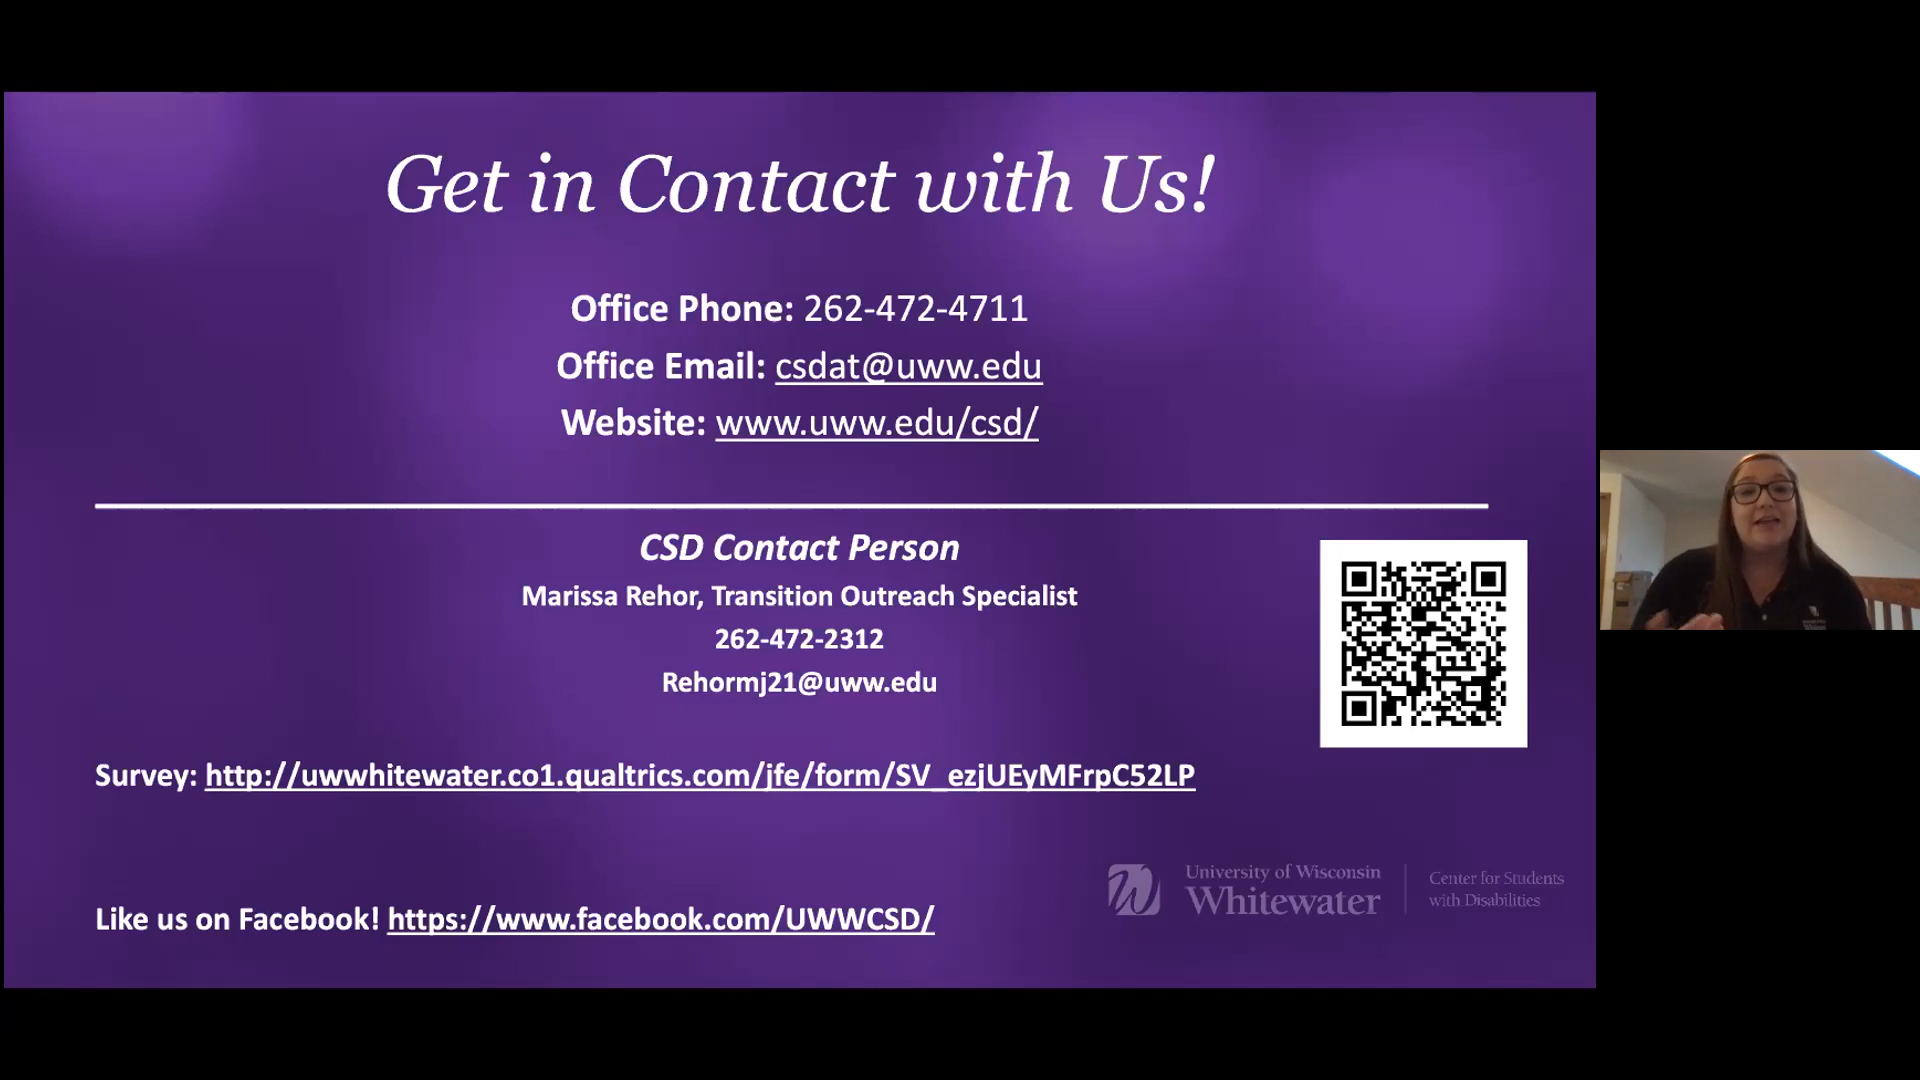 Get in Contact with Us!
Office Phone: 262-472-4711
Office Email: csdat@uww.edu
Website: www.uww.edu/csd/
CSD Contact Person
Marissa Rehor, Transition Outreach Specialist
262-472-2312
Rehormj21@uww.edu
Survey: http://uwwhitewater.co1.qualtrics.com/jfe/form/SV_ezjUEyMFrpC52LP
Like us on Facebook! https://www.facebook.com/UWWCSD/
University of Wisconsin
Whitewater
Center for Students
with Disabilities